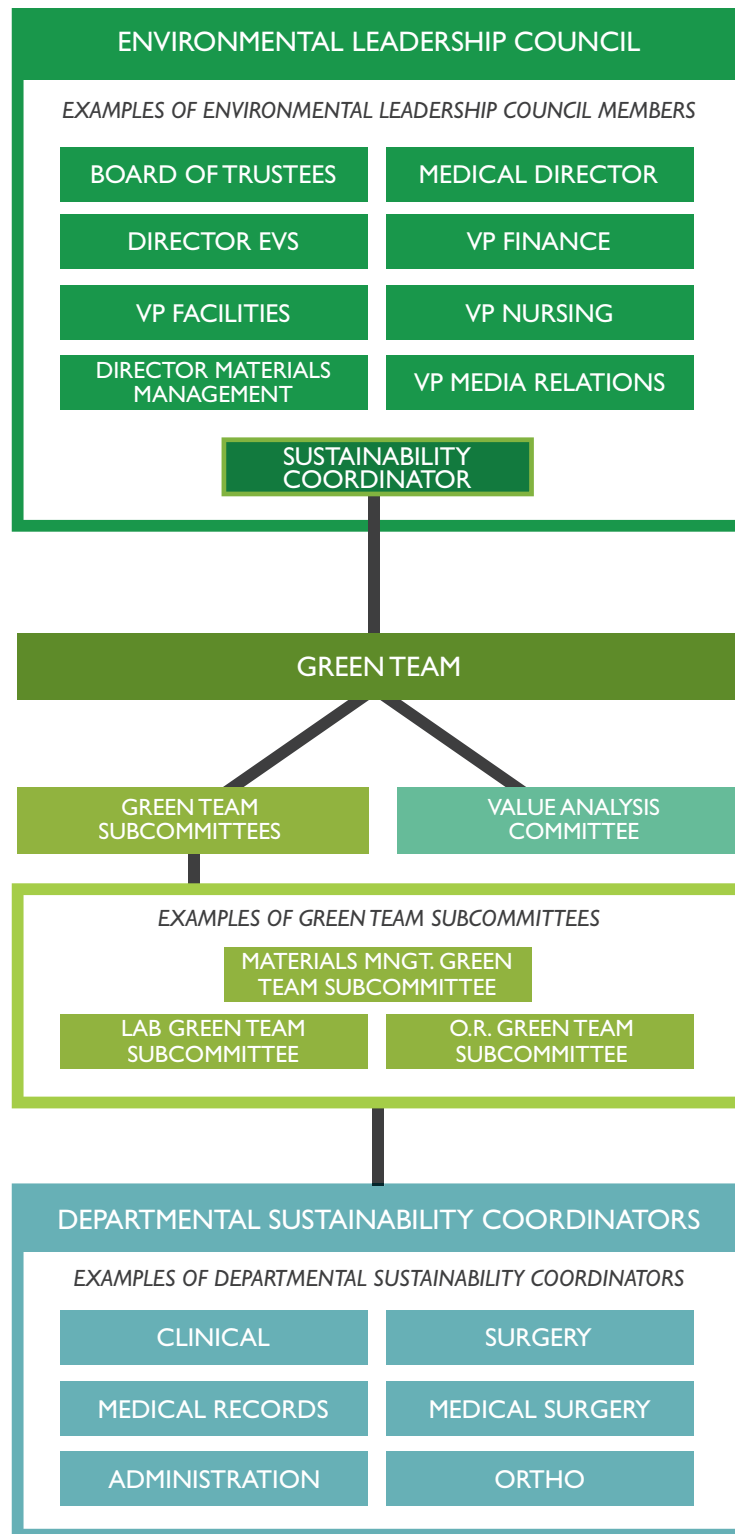 ENVIRONMENTAL LEADERSHIP COUNCIL
EXAMPLES OF ENVIRONMENTAL LEADERSHIP COUNCIL MEMBERS
BOARD OF TRUSTEES
MEDICAL DIRECTOR
DIRECTOR EVS
VP FINANCE
VP FACILITIES
VP NURSING
DIRECTOR MATERIALS
MANAGEMENT
VP MEDIA RELATIONS
SUSTAINABILITY
COORDINATOR
GREEN TEAM
GREEN TEAM
SUBCOMMITTEES
VALUE ANALYSIS
COMMITTEE
EXAMPLES OF GREEN TEAM SUBCOMMITTEES
MATERIALS MNGT. GREEN
TEAM SUBCOMMITTEE
LAB GREEN TEAM
SUBCOMMITTEE
O.R. GREEN TEAM
SUBCOMMITTEE
DEPARTMENTAL SUSTAINABILITY COORDINATORS
EXAMPLES OF DEPARTMENTAL SUSTAINABILITY COORDINATORS
CLINICAL
SURGERY
MEDICAL RECORDS
MEDICAL SURGERY
ADMINISTRATION
ORTHO